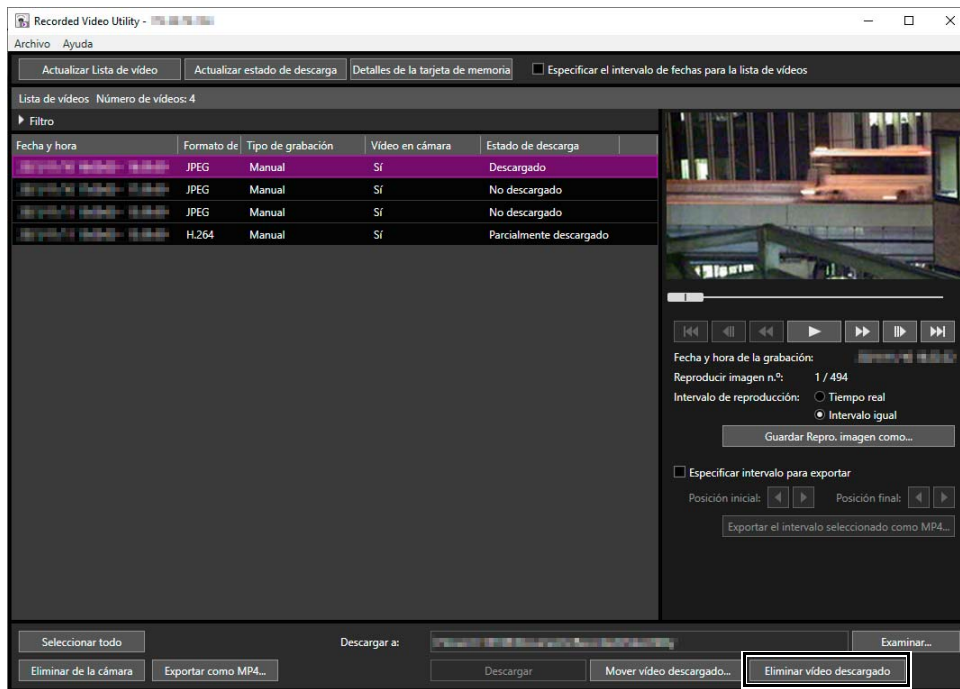 Recorded Video Utility -
Archivo Ayuda
Actualizar Lista de vídeo Actualizar estado de descarga Detalles de la tarjeta de memoria Especificar el intervalo de fechas para la lista de vídeos
Lista de vídeos Número de vídeos: 4
Filtro
Fecha y hora Formato de Tipo de grabación Vídeo en cámara Estado de descarga
JPEG Manual Sí Descargado
JPEG Manual Sí No descargado
JPEG Manual Sí No descargado
H.264 Manual Sí Parcialmente descargado
Fecha y hora de la grabación:
Reproducir imagen n.º: 1 / 494
Intervalo de reproducción: Tiempo real
Intervalo igual
Guardar Repro. imagen como...
Especificar intervalo para exportar
Posición inicial: Posición final:
Exportar el intervalo seleccionado como MP4...
Seleccionar todo Descargar a: Examinar...
Eliminar de la cámara Exportar como MP4... Descargar Mover vídeo descargado... Eliminar vídeo descargado